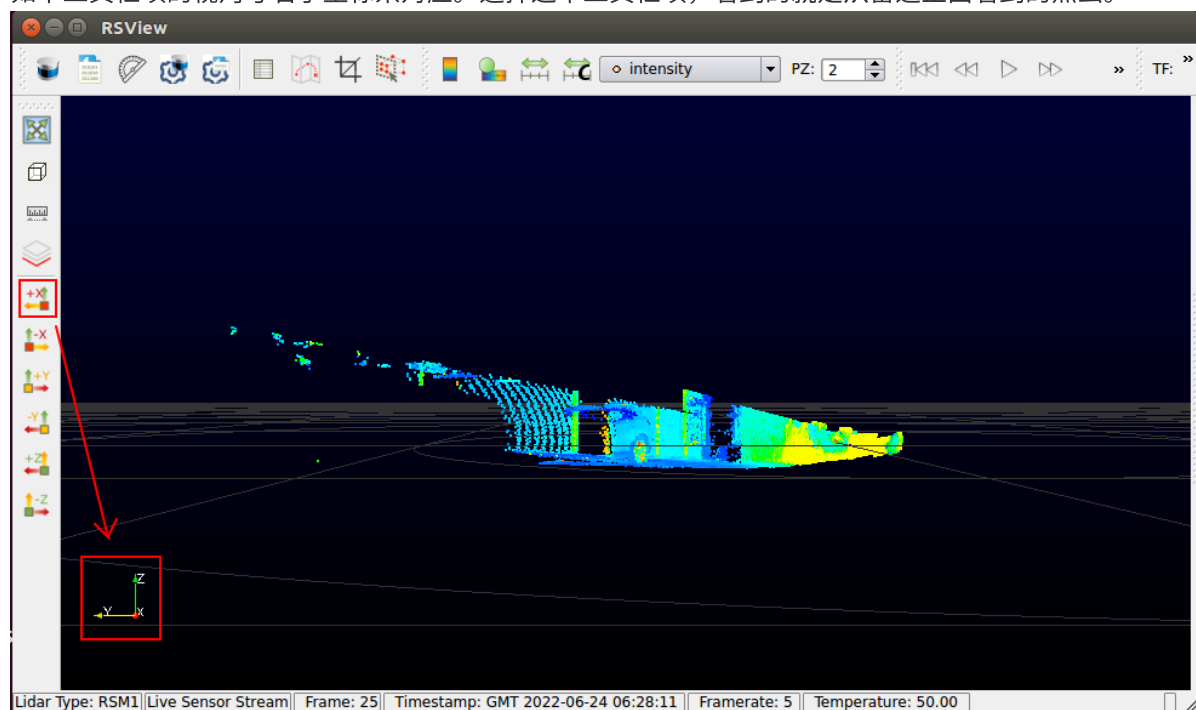 RSView
intensity
PZ: 2
»
TF:
»
+X
-X
+Y
-Y
+Z
-Z
Z
Y
X
Lidar Type: RSM1 Live Sensor Stream Frame: 25 Timestamp: GMT 2022-06-24 06:28:11 Framerate: 5 Temperature: 50.00